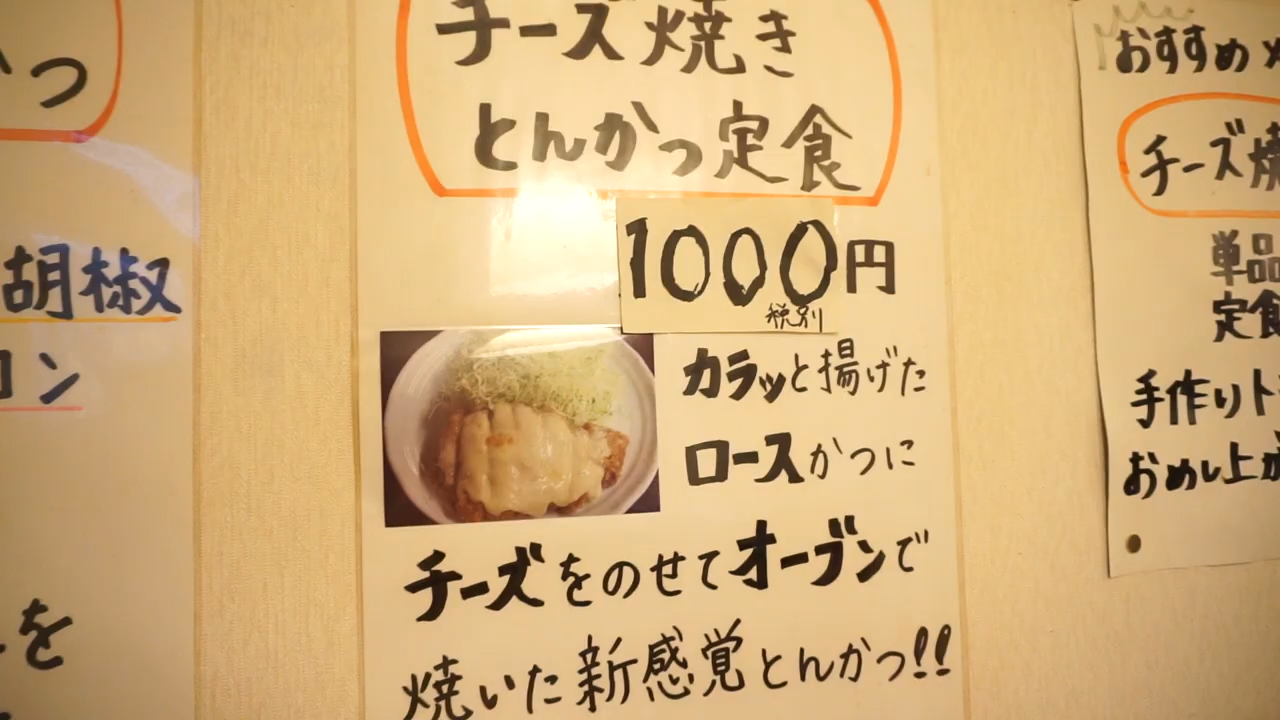 かつ
胡椒
ロン
を
チーズ焼き
とんかつ定食
1000円
税別
カラッと揚げた
ロースかつに
チーズをのせてオーブンで
焼いた新感覚とんかつ!!
おすすめ
チーズ焼
単品
定食
手作りト
おめし上が